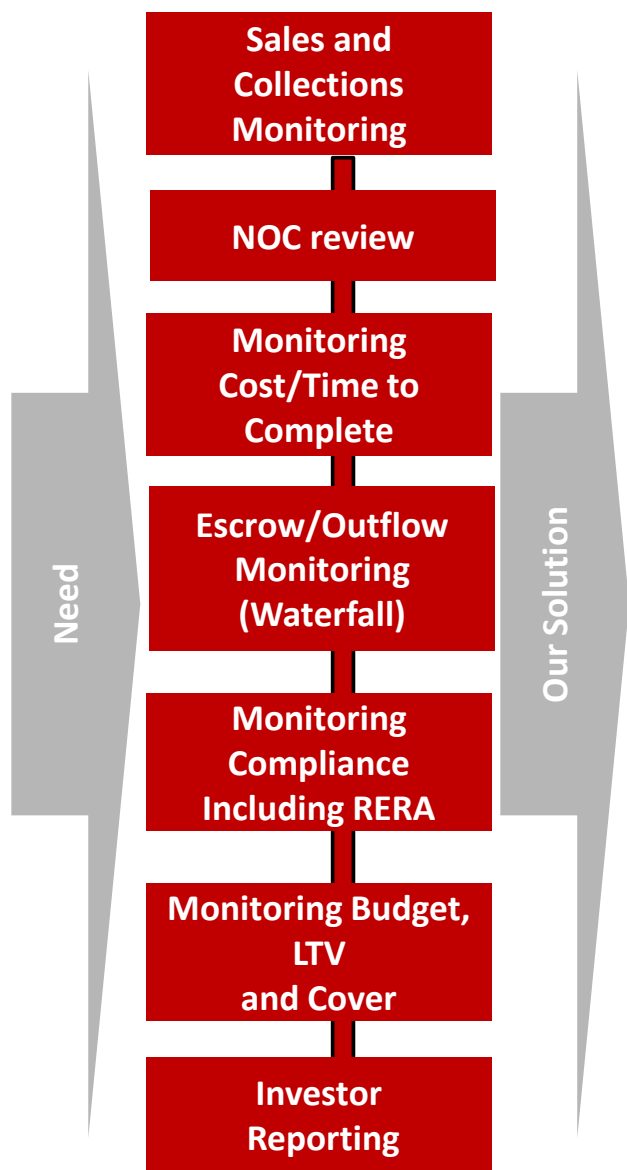 Sales and
Collections
Monitoring
NOC review
Monitoring
Cost/Time to
Complete
Escrow/Outflow
Monitoring
(Waterfall)
Monitoring
Compliance
Including RERA
Monitoring Budget,
LTV
and Cover
Investor
Reporting
Need
Our Solution